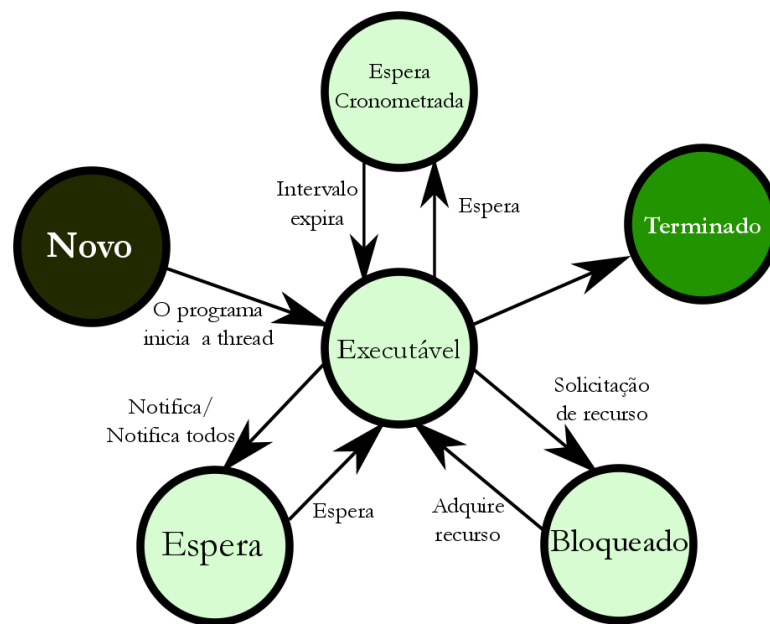 Espera
Cronometrada
Intervalo
expira
Espera
Novo
Terminado
O programa
inicia a thread
Executável
Notifica/
Notifica todos
Solicitação
de recurso
Espera
Adquire
recurso
Espera
Bloqueado